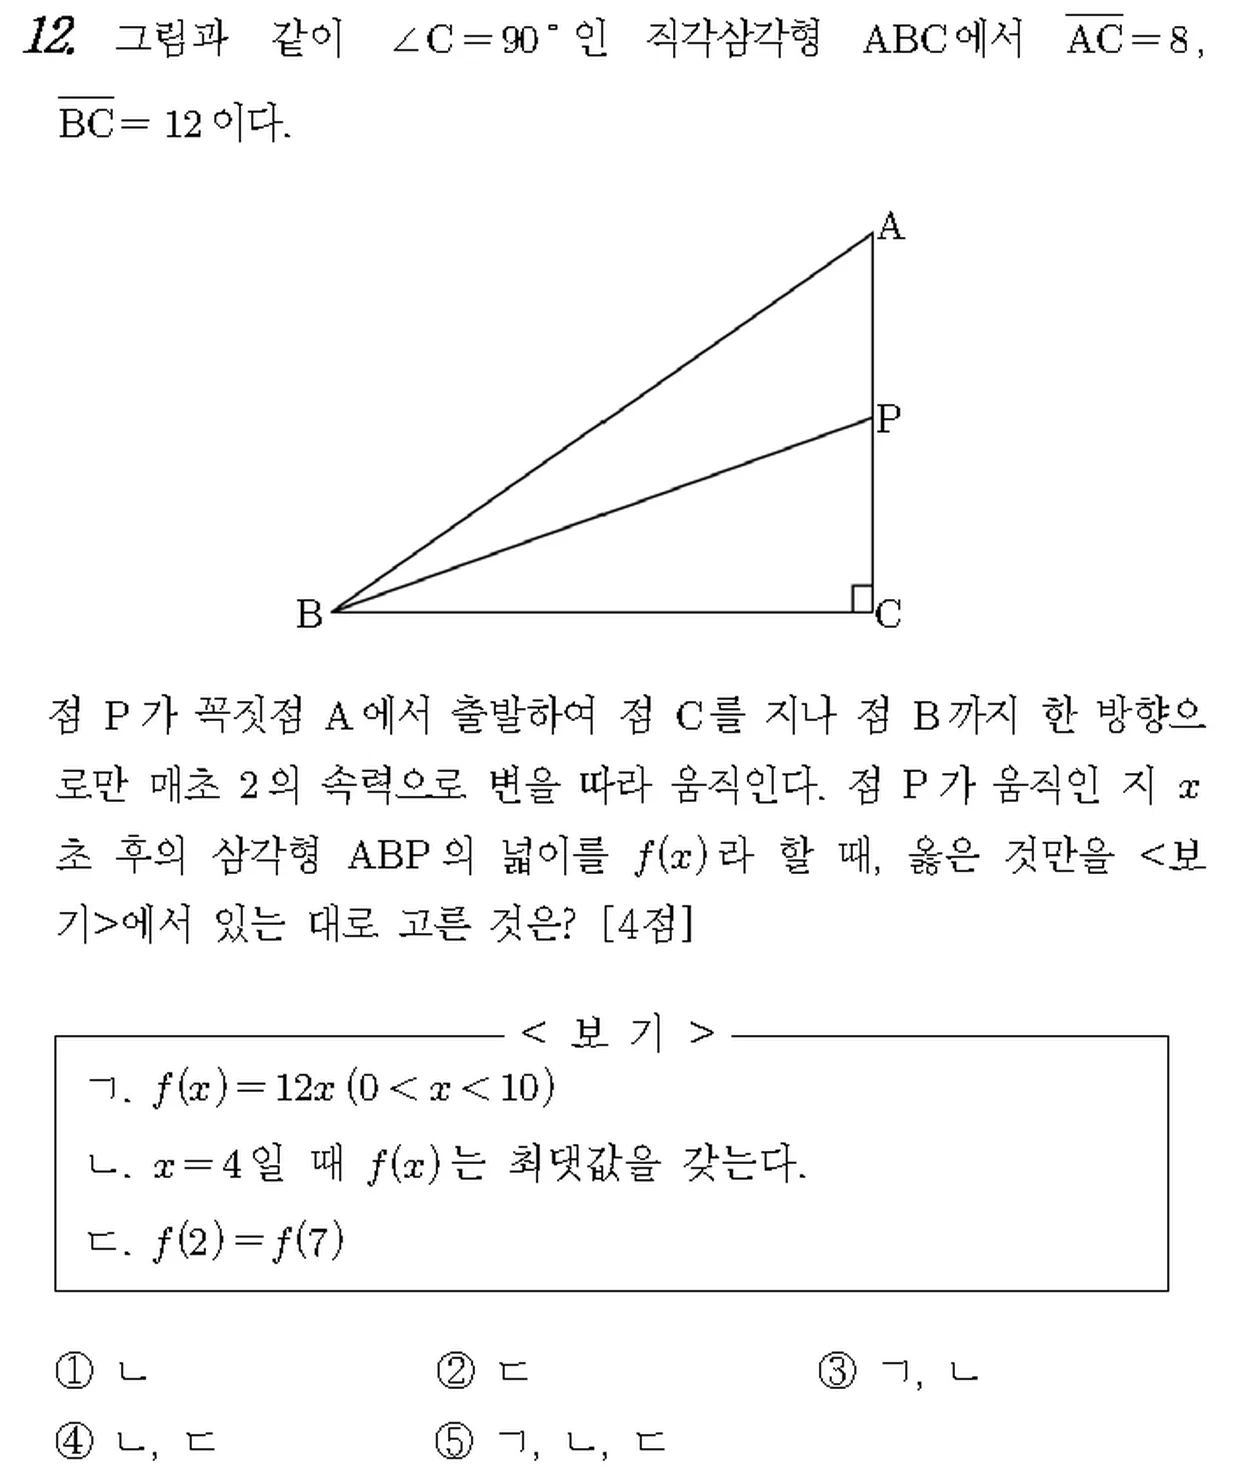 12. 그림과 같이 ∠C=90°인 직각삼각형 ABC에서 A̅C̅=8,
B̅C̅= 12이다.
A
P
B
C
점 P가 꼭짓점 A에서 출발하여 점 C를 지나 점 B까지 한 방향으
로만 매초 2의 속력으로 변을 따라 움직인다. 점 P가 움직인 지 x
초 후의 삼각형 ABP의 넓이를 f(x)라 할 때, 옳은 것만을 <보
기>에서 있는 대로 고른 것은? [4점]
< 보 기 >
ㄱ. f(x)=12x (0<x<10)
ㄴ. x=4일 때 f(x)는 최댓값을 갖는다.
ㄷ. f(2)=f(7)
① ㄴ ② ㄷ ③ ㄱ, ㄴ
④ ㄴ, ㄷ ⑤ ㄱ, ㄴ, ㄷ